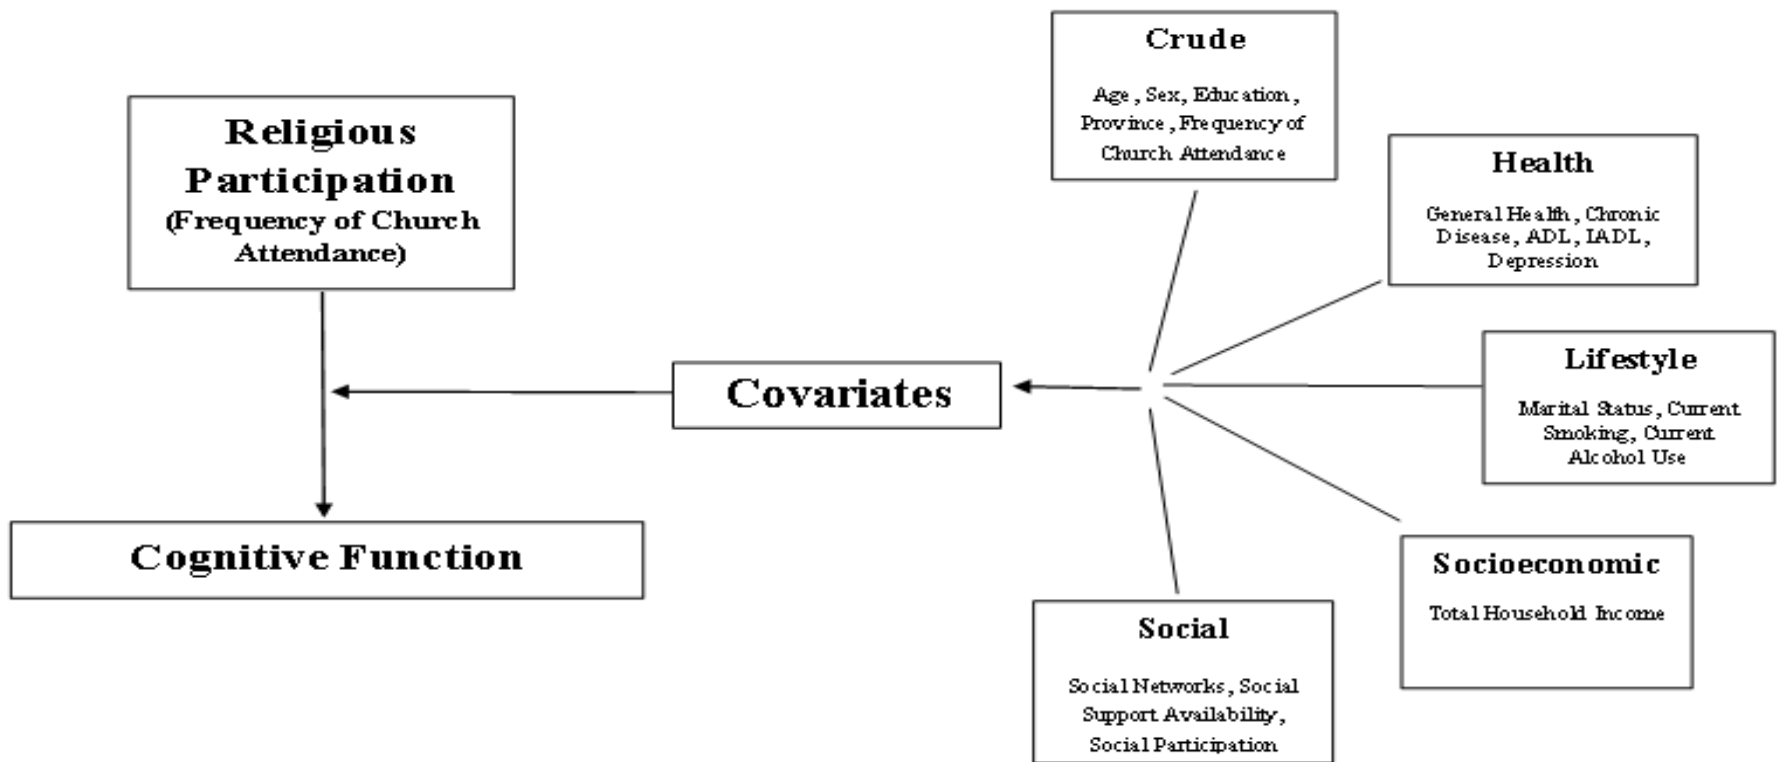 Religious
Participation
(Frequency of Church
Attendance)
Cognitive Function
Covariates
Crude
Age, Sex, Education,
Province, Frequency of
Church Attendance
Health
General Health, Chronic
Disease, ADL, IADL,
Depression
Lifestyle
Marital Status, Current
Smoking, Current
Alcohol Use
Socioeconomic
Total Household Income
Social
Social Networks, Social
Support Availability,
Social Participation